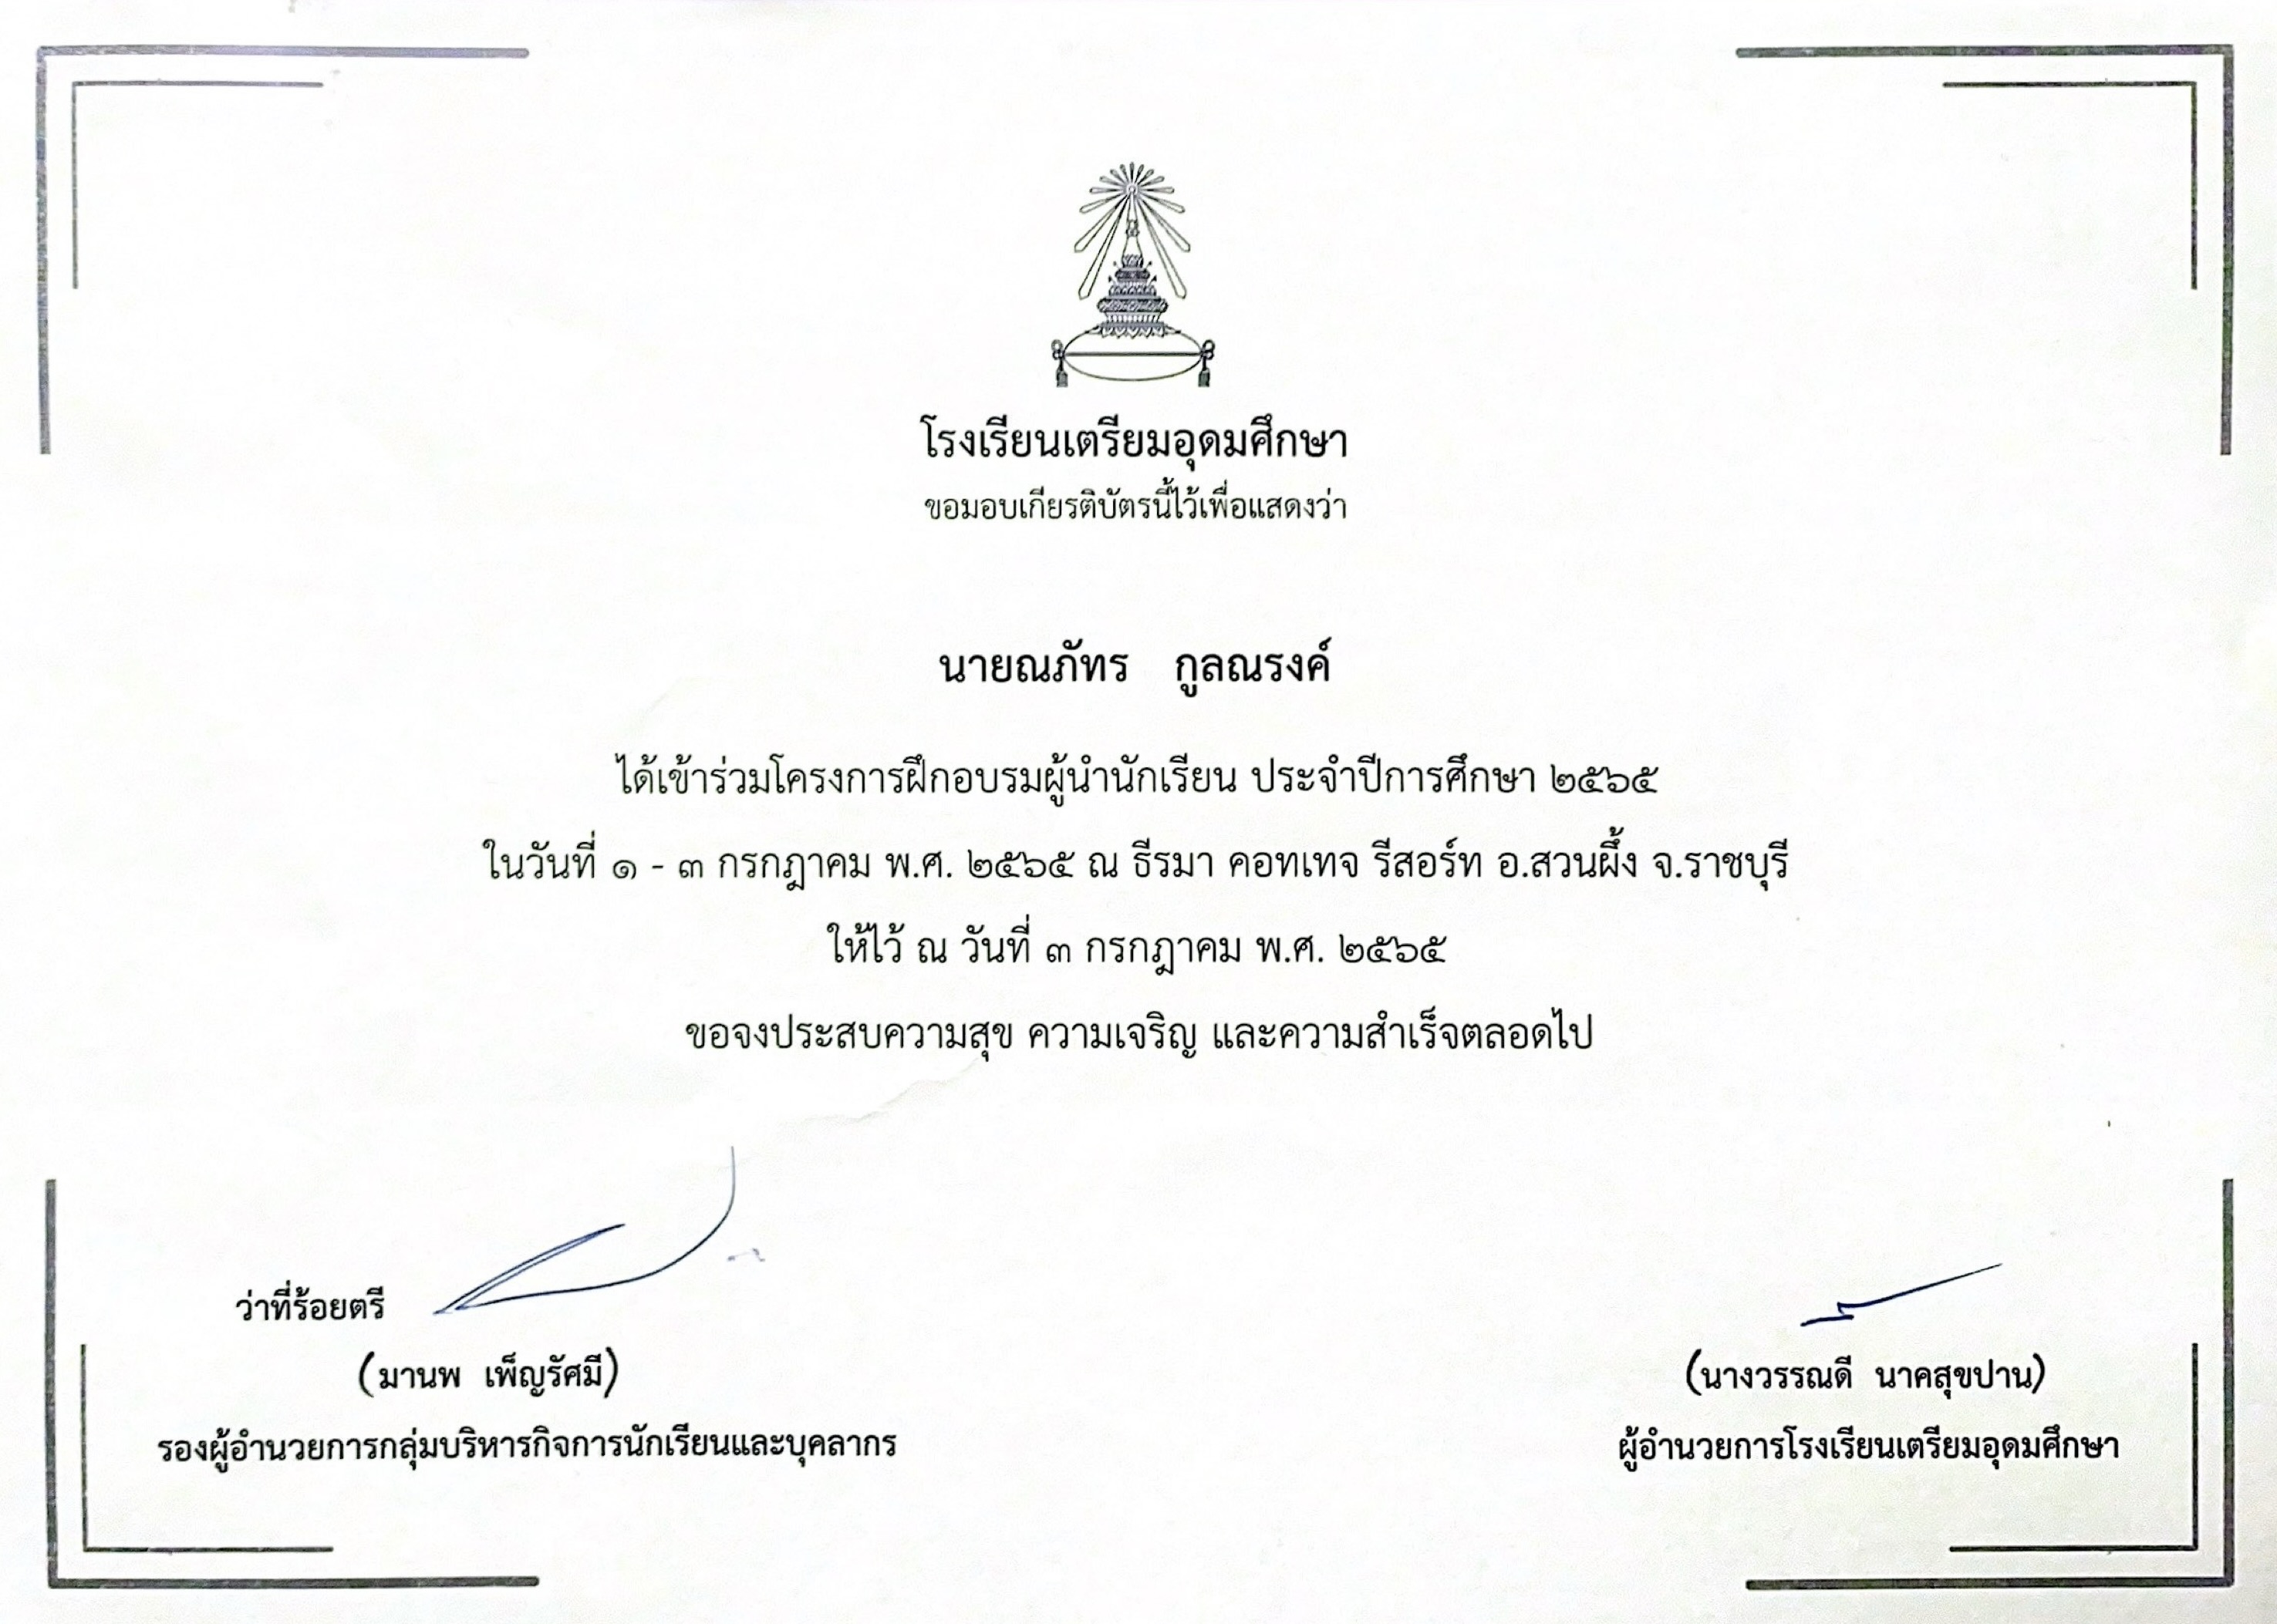 โรงเรียนเตรียมอุดมศึกษา
ขอมอบเกียรติบัตรนี้ไว้เพื่อแสดงว่า
นายณภัทร กูลณรงค์
ได้เข้าร่วมโครงการฝึกอบรมผู้นำนักเรียน ประจำปีการศึกษา ๒๕๖๕
ในวันที่ ๑ - ๓ กรกฎาคม พ.ศ. ๒๕๖๕ ณ ธีรมา คอทเทจ รีสอร์ท อ.สวนผึ้ง จ.ราชบุรี
ให้ไว้ ณ วันที่ ๓ กรกฎาคม พ.ศ. ๒๕๖๕
ขอจงประสบความสุข ความเจริญ และความสำเร็จตลอดไป
ว่าที่ร้อยตรี
(มานพ เพ็ญรัศมี)
รองผู้อำนวยการกลุ่มบริหารกิจการนักเรียนและบุคลากร
(นางวรรณดี นาคสุขปาน)
ผู้อำนวยการโรงเรียนเตรียมอุดมศึกษา